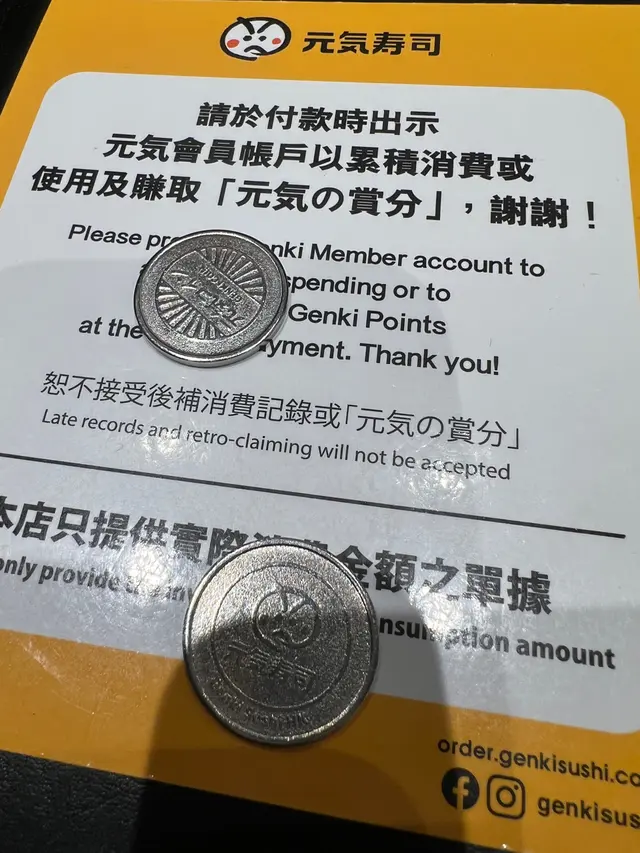 元気寿司
請於付款時出示
元気會員帳戶以累積消費或
使用及賺取「元気の賞分」，謝謝！
Please pr enki Member account to
spending or to
Genki Points
at the yment. Thank you!
恕不接受後補消費記錄或「元気の賞分」
Late records and retro-claiming will not be accepted
本店只提供實際 金額之單據
only provide nsumption amount
元気寿司
order.genkisushi.co
genkisus